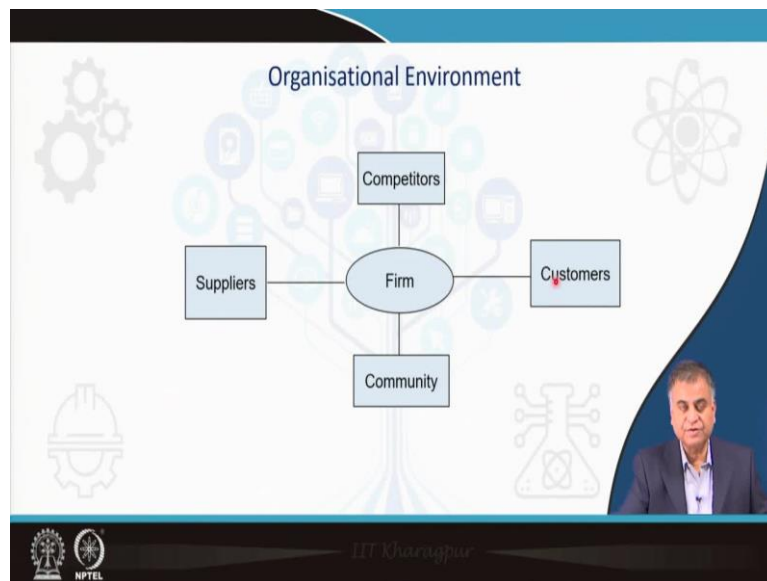 Organisational Environment
Competitors
Suppliers
Firm
Customers
Community
IIT Kharagpur
NPTEL